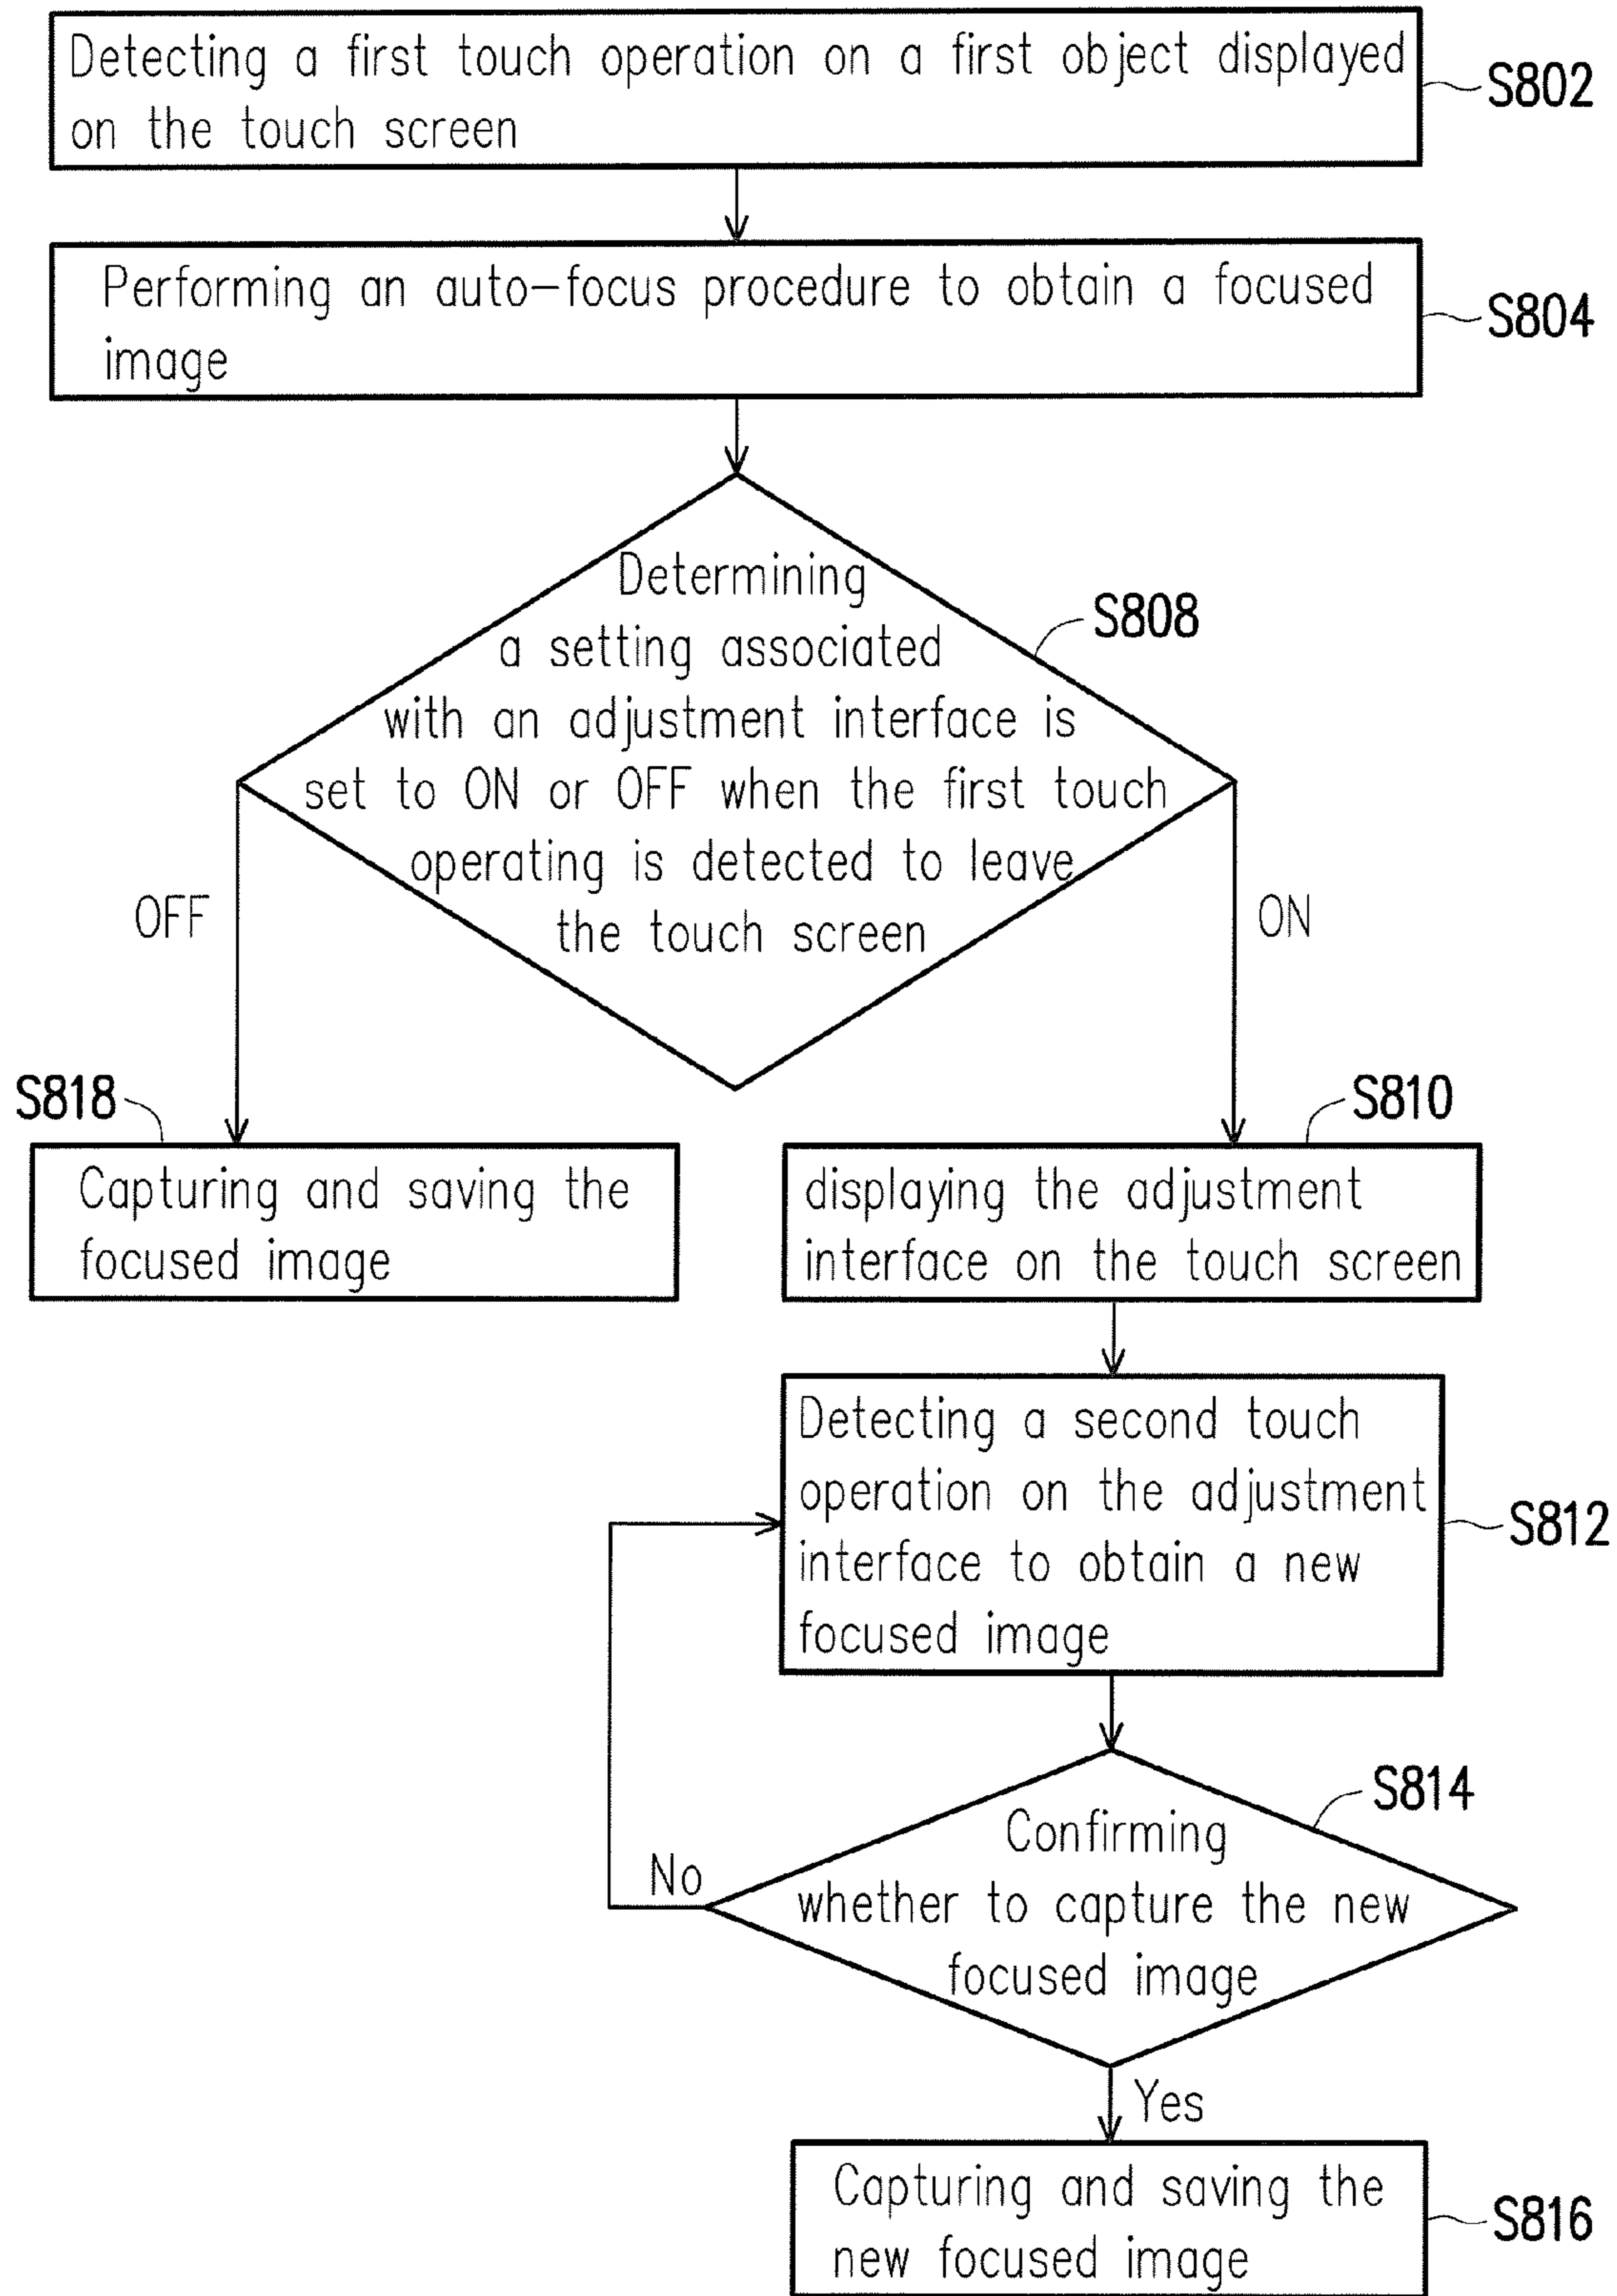 Detecting a first touch operation on a first object displayed
on the touch screen
S802
Performing an auto-focus procedure to obtain a focused
image
S804
Determining
a setting associated
with an adjustment interface is
set to ON or OFF when the first touch
operating is detected to leave
the touch screen
S808
OFF
ON
S818
Capturing and saving the
focused image
S810
displaying the adjustment
interface on the touch screen
Detecting a second touch
operation on the adjustment
interface to obtain a new
focused image
S812
Confirming
whether to capture the new
focused image
S814
No
Yes
Capturing and saving the
new focused image
S816